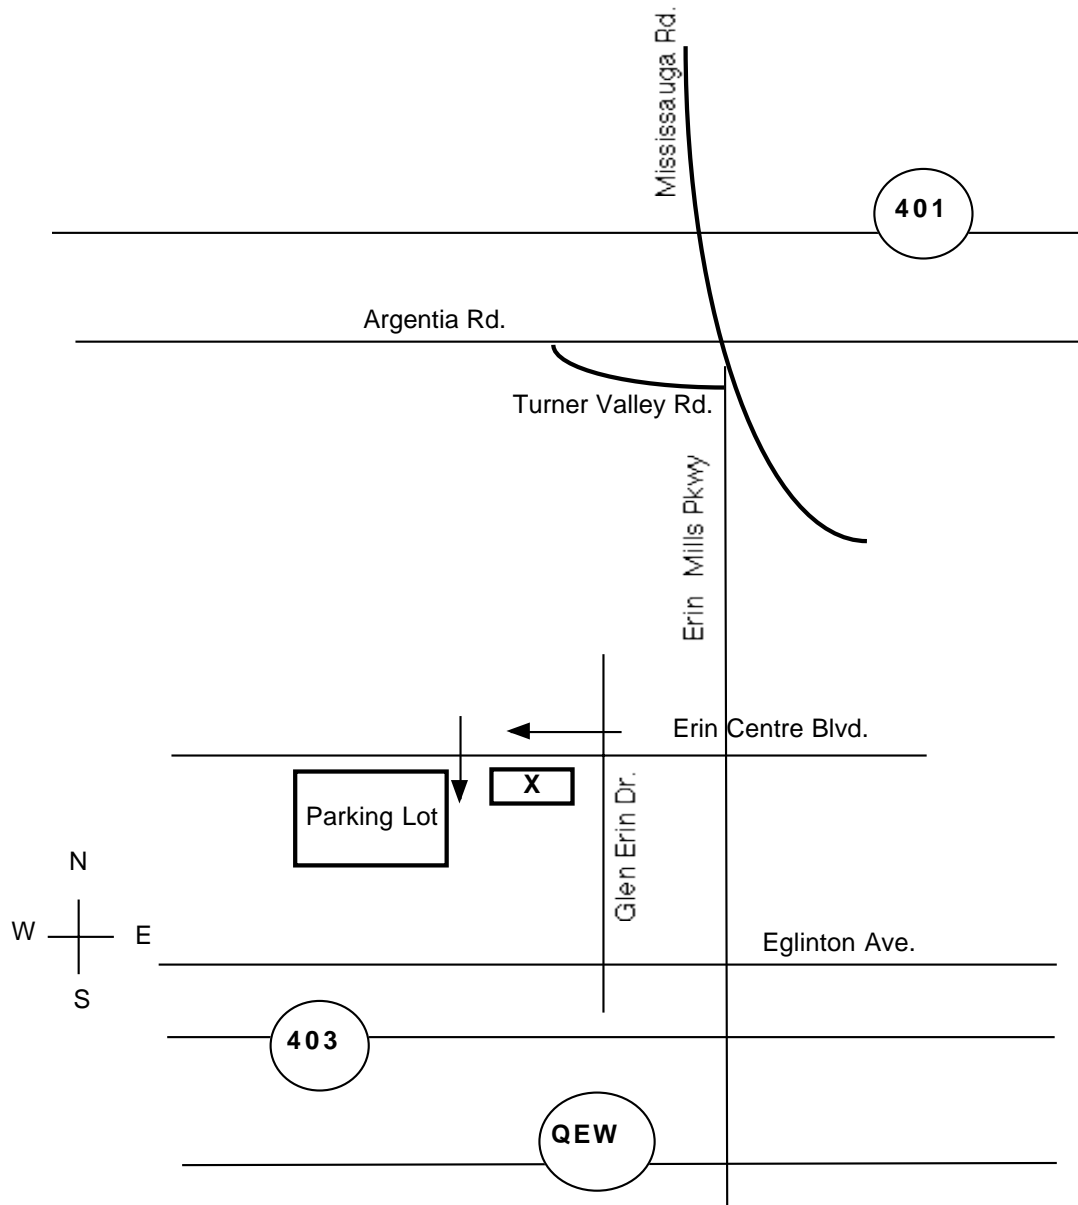 Mississauga Rd.
401
Argentia Rd.
Turner Valley Rd.
Erin Mills Pkwy
Erin Centre Blvd.
X
Parking Lot
Glen Erin Dr.
N
W E
S
Eglinton Ave.
403
QEW